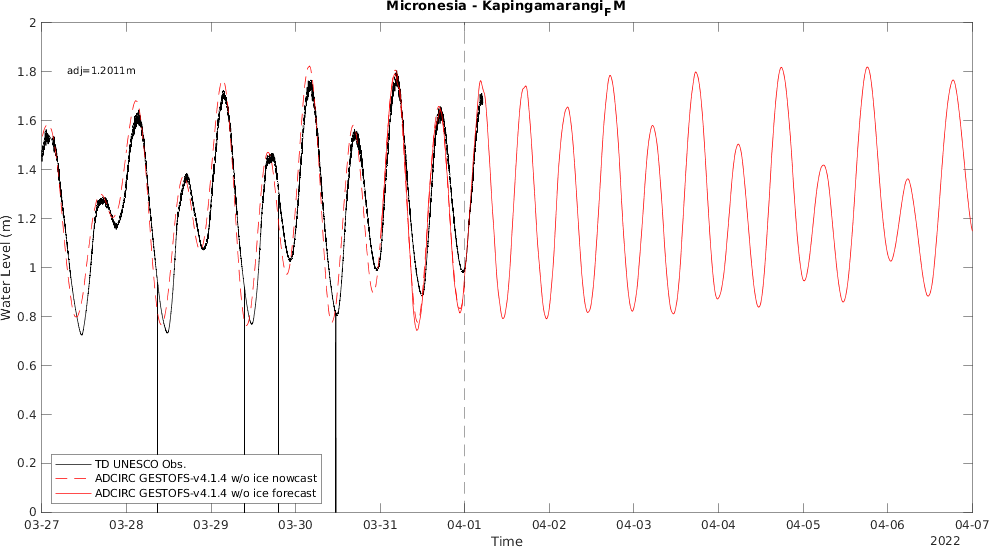 Micronesia - KapingamarangiFM
2
1.8
adj=1.2011m
1.6
1.4
1.2
1
0.8
0.6
0.4
0.2
0
Water Level (m)
TD UNESCO Obs.
ADCIRC GESTOFS-v4.1.4 w/o ice nowcast
ADCIRC GESTOFS-v4.1.4 w/o ice forecast
03-27 03-28 03-29 03-30 03-31 04-01 04-02 04-03 04-04 04-05 04-06 04-07
Time
2022